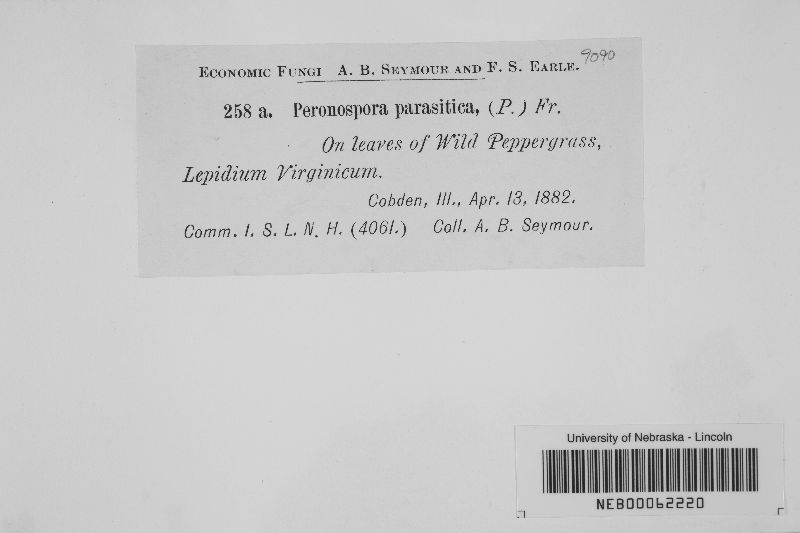 9090
ECONOMIC FUNGI A. B. SEYMOUR AND F. S. EARLE.
258 a. Peronospora parasitica, (P.) Fr.
On leaves of Wild Peppergrass,
Lepidium Virginicum.
Cobden, Ill., Apr. 13, 1882.
Comm. I. S. L. N. H. (4061.) Coll. A. B. Seymour.
University of Nebraska - Lincoln
NEB00062220